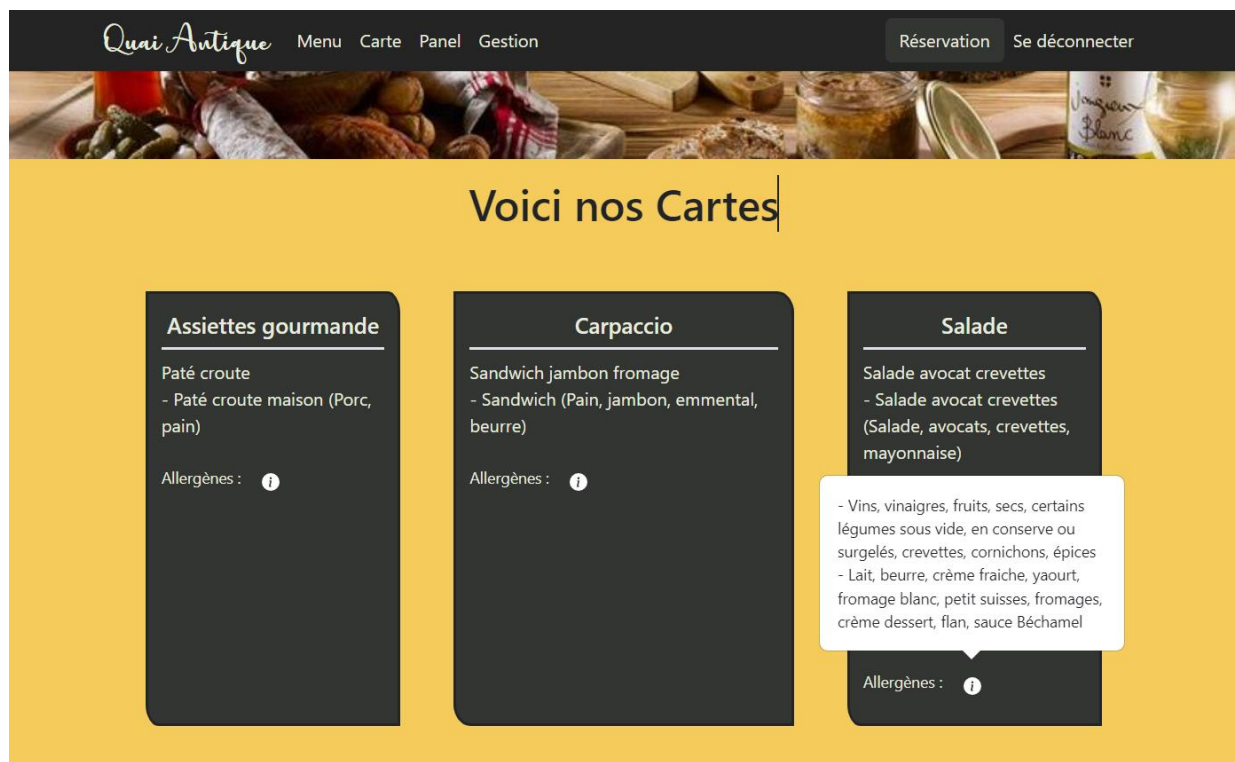 Quai Antique Menu Carte Panel Gestion Réservation Se déconnecter
Jongieux
Blanc
Voici nos Cartes
Assiettes gourmande
Paté croute
- Paté croute maison (Porc,
pain)
Allergènes :
Carpaccio
Sandwich jambon fromage
- Sandwich (Pain, jambon, emmental,
beurre)
Allergènes :
Salade
Salade avocat crevettes
- Salade avocat crevettes
(Salade, avocats, crevettes,
mayonnaise)
- Vins, vinaigres, fruits, secs, certains
légumes sous vide, en conserve ou
surgelés, crevettes, cornichons, épices
- Lait, beurre, crème fraiche, yaourt,
fromage blanc, petit suisses, fromages,
crème dessert, flan, sauce Béchamel
Allergènes :